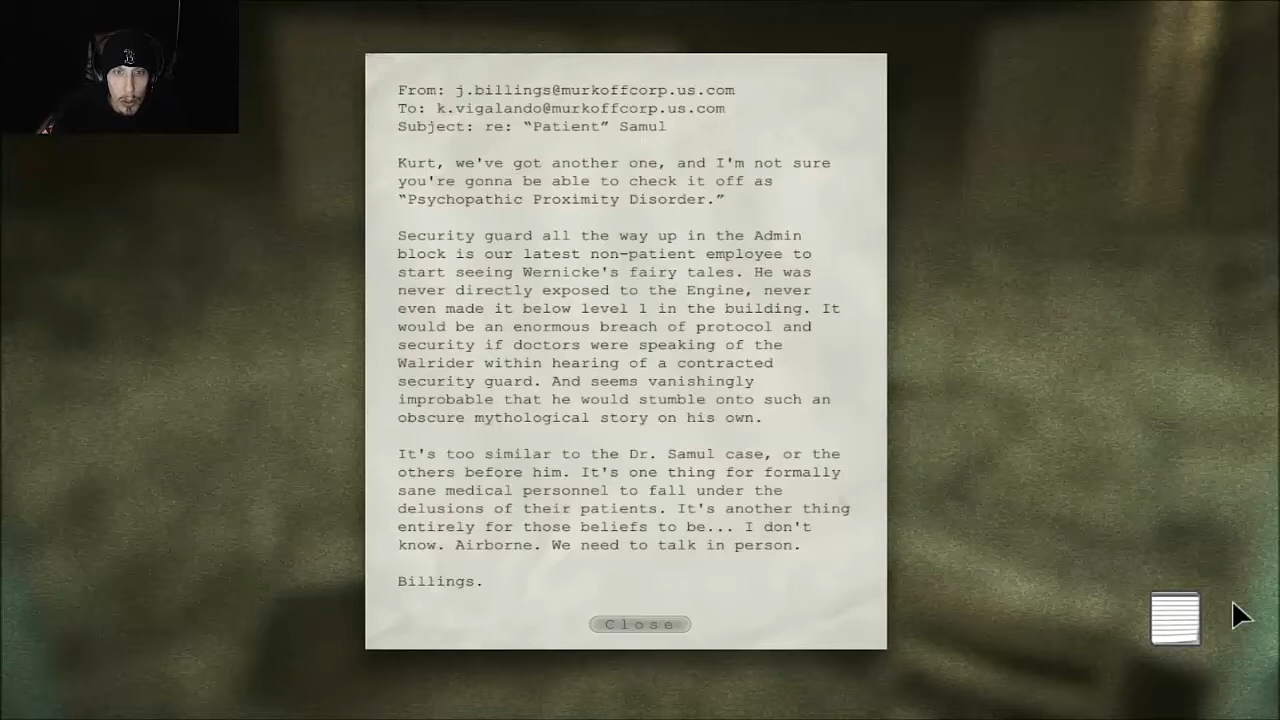 From: j.billings@murkoffcorp.us.com
To: k.vigalando@murkoffcorp.us.com
Subject: re: “Patient” Samul
Kurt, we've got another one, and I'm not sure
you're gonna be able to check it off as
“Psychopathic Proximity Disorder.”
Security guard all the way up in the Admin
block is our latest non-patient employee to
start seeing Wernicke's fairy tales. He was
never directly exposed to the Engine, never
even made it below level 1 in the building. It
would be an enormous breach of protocol and
security if doctors were speaking of the
Walrider within hearing of a contracted
security guard. And seems vanishingly
improbable that he would stumble onto such an
obscure mythological story on his own.
It's too similar to the Dr. Samul case, or the
others before him. It's one thing for formally
sane medical personnel to fall under the
delusions of their patients. It's another thing
entirely for those beliefs to be... I don't
know. Airborne. We need to talk in person.
Billings.
Close